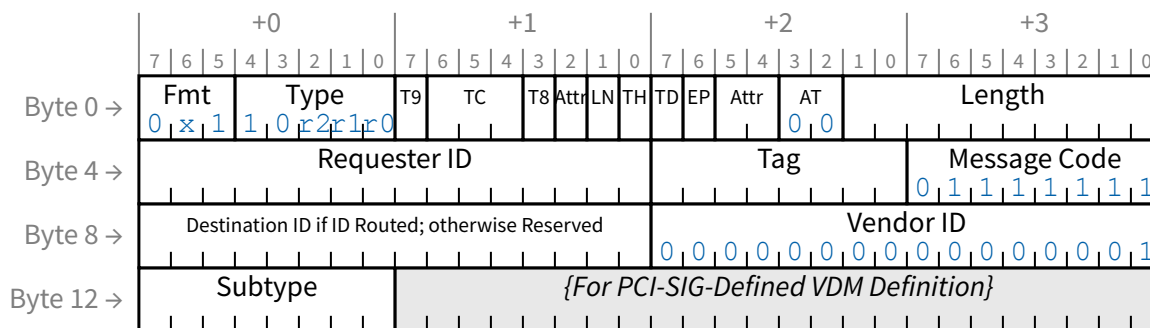 +0 +1 +2 +3
7 6 5 4 3 2 1 0 7 6 5 4 3 2 1 0 7 6 5 4 3 2 1 0 7 6 5 4 3 2 1 0
Byte 0 → Fmt Type T9 TC T8 Attr LN TH TD EP Attr AT Length
0 x 1 1 0 r2 r1 r0 0 0
Byte 4 → Requester ID Tag Message Code
0 1 1 1 1 1 1 1
Byte 8 → Destination ID if ID Routed; otherwise Reserved Vendor ID
0 0 0 0 0 0 0 0 0 0 0 0 0 0 0 1
Byte 12 → Subtype {For PCI-SIG-Defined VDM Definition}